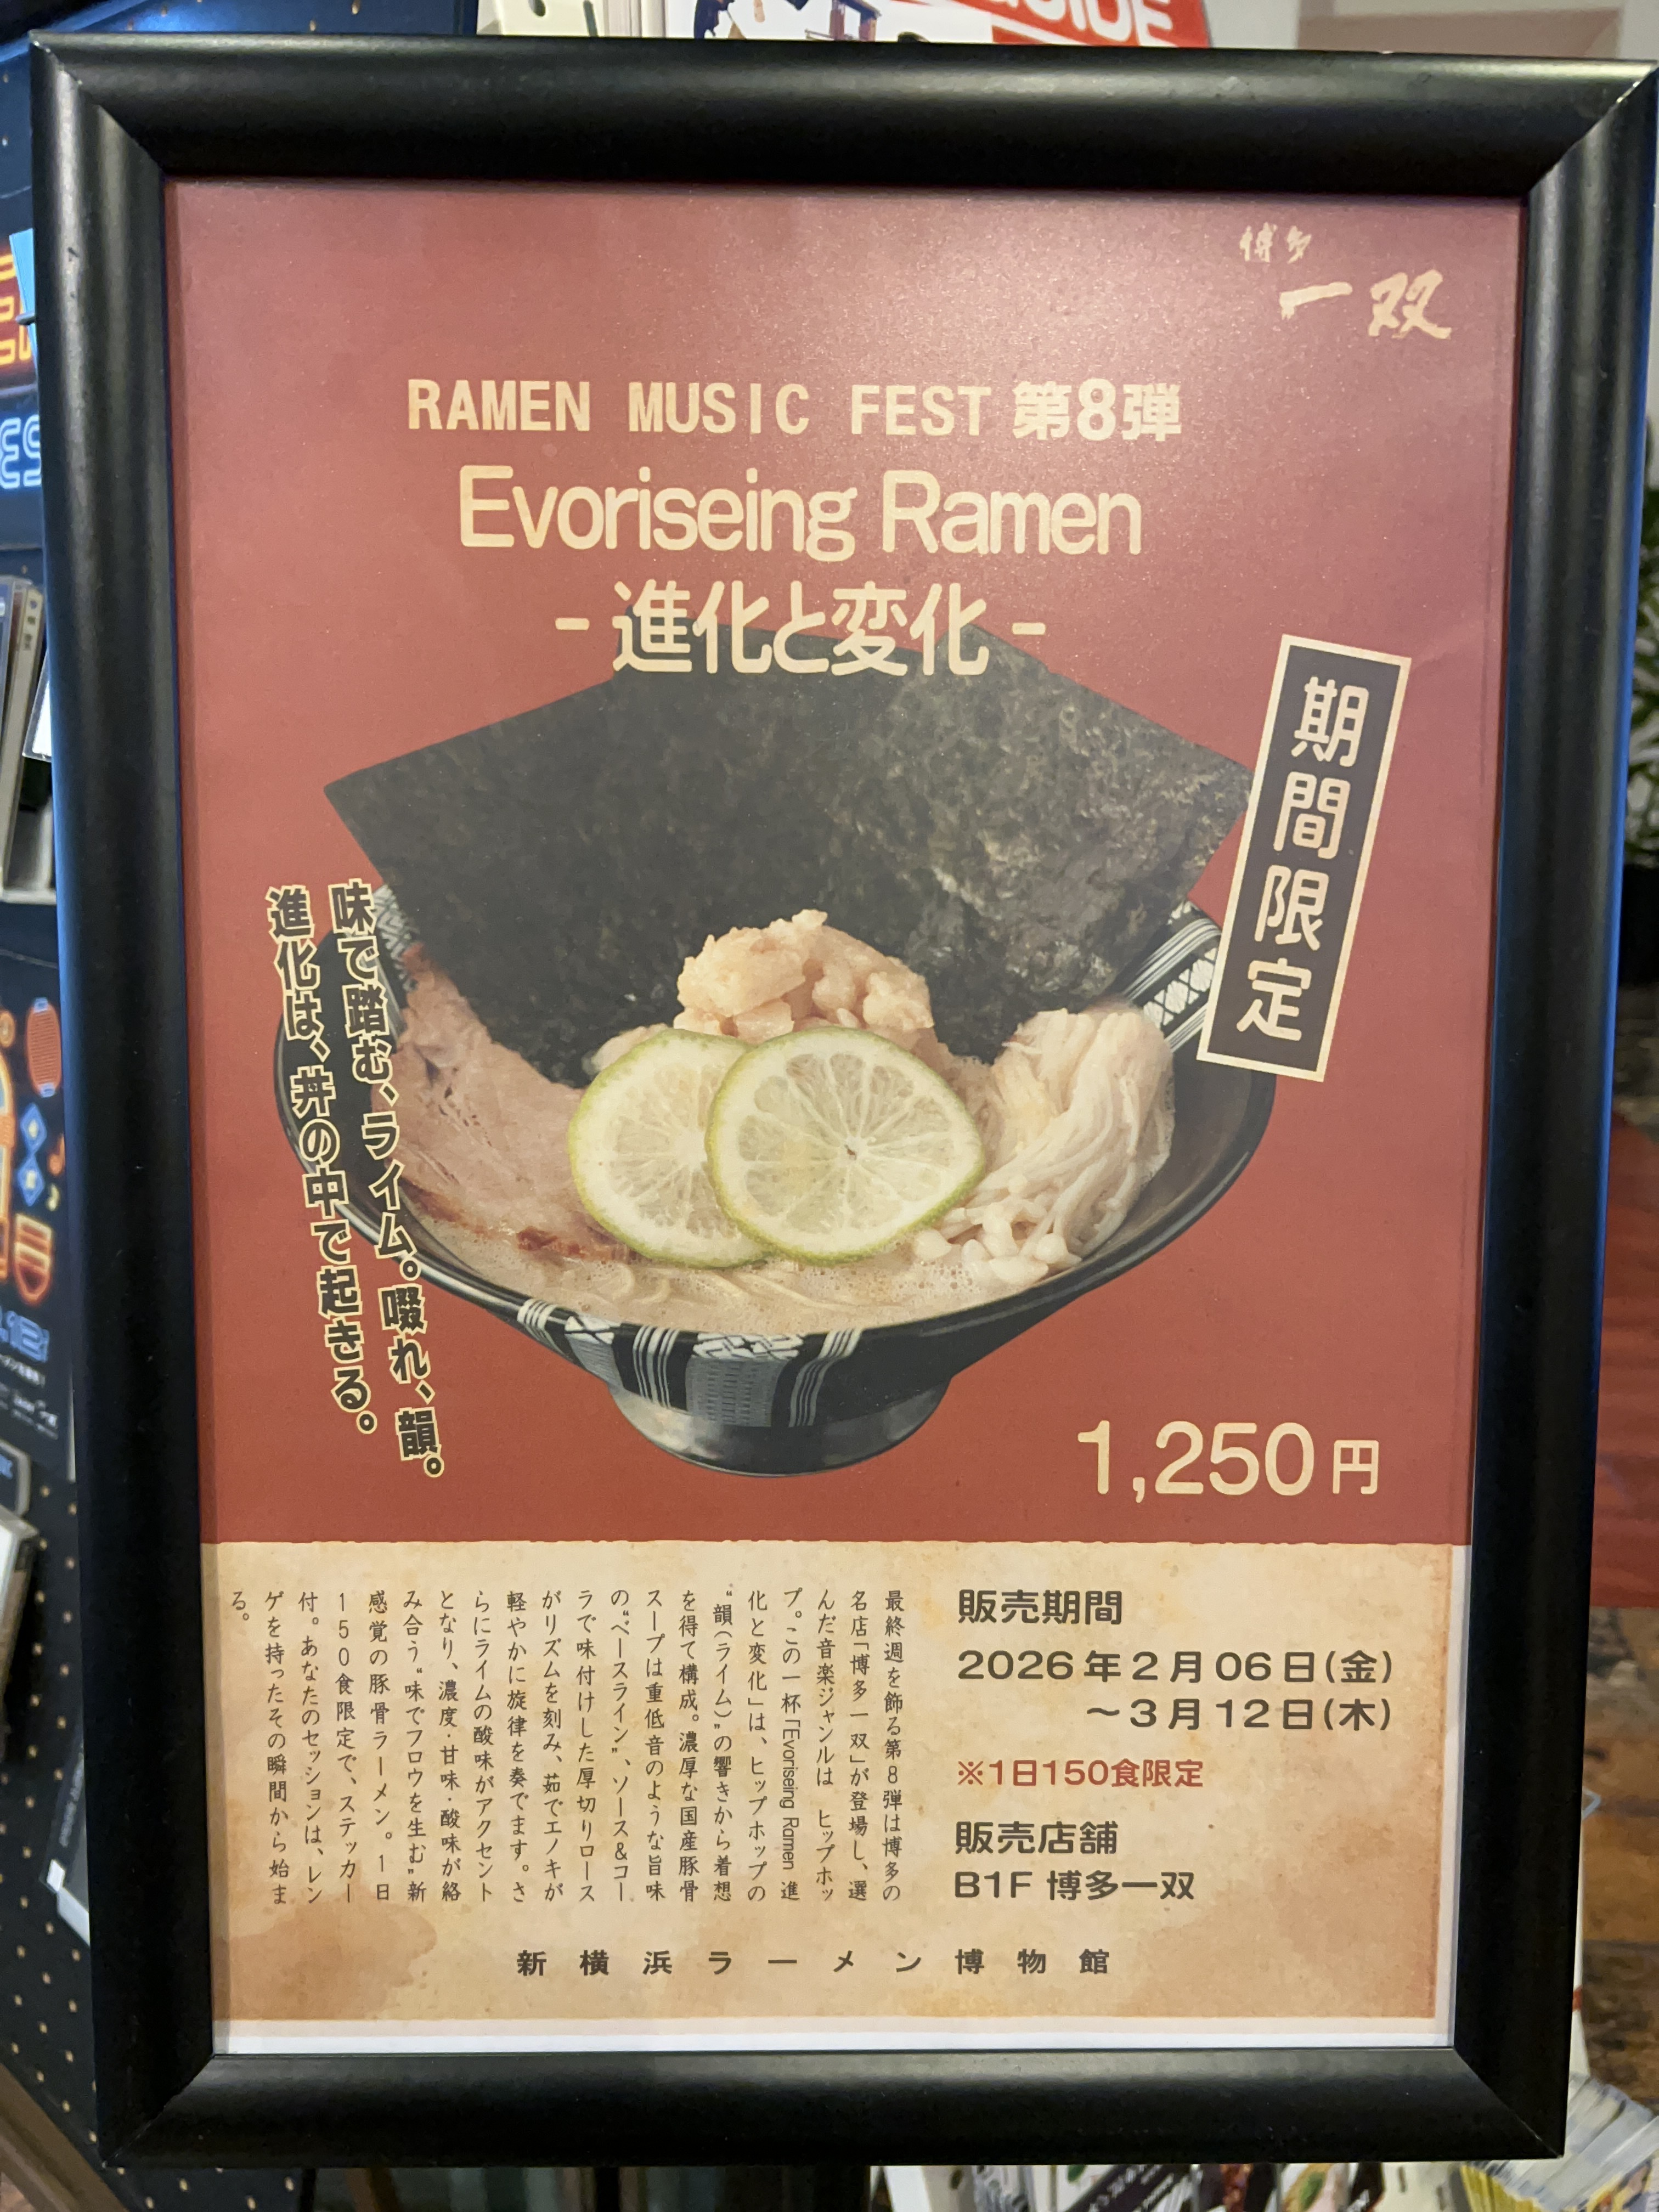 GUIDE
博多
一双
RAMEN MUSIC FEST 第8弾
Evoriseing Ramen
-進化と変化-
期間限定
味で踏む、ライム。啜れ、韻。
進化は、丼の中で起きる。
1,250円
最終週を飾る第8弾は博多の
名店「博多一双」が登場し、選
んだ音楽ジャンルは ヒップホッ
プ。この一杯「Evoriseing Ramen 進
化と変化」は、ヒップホップの
“韻(ライム)”の響きから着想
を得て構成。濃厚な国産豚骨
スープは重低音のような旨味
の“ベースライン”、ソース&コー
ラで味付けした厚切りロース
がリズムを刻み、茹でエノキが
軽やかに旋律を奏でます。さ
らにライムの酸味がアクセント
となり、濃度・甘味・酸味が絡
み合う“味でフロウを生む”新
感覚の豚骨ラーメン。1日
150食限定で、ステッカー
付。あなたのセッションは、レン
ゲを持ったその瞬間から始ま
る。
販売期間
2026年2月06日(金)
～3月12日(木)
※1日150食限定
販売店舗
B1F 博多一双
新横浜ラーメン博物館